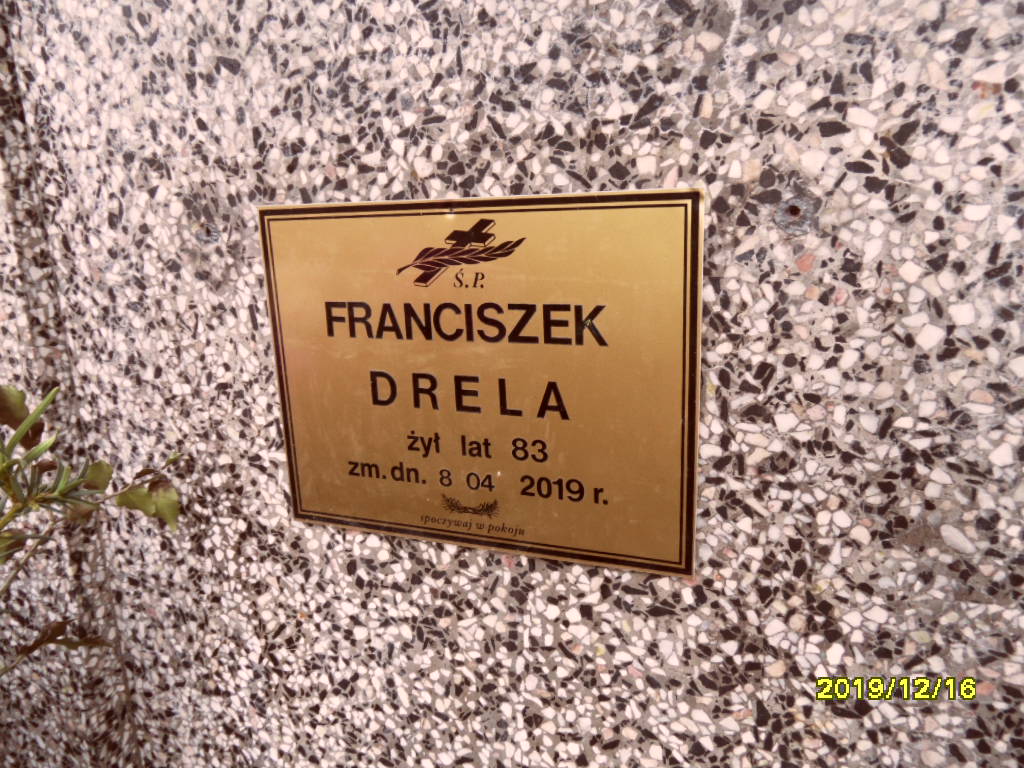 Ś.P.
FRANCISZEK
DRELA
żył lat 83
zm. dn. 8 04 2019 r.
spoczywaj w pokoju
2019/12/16